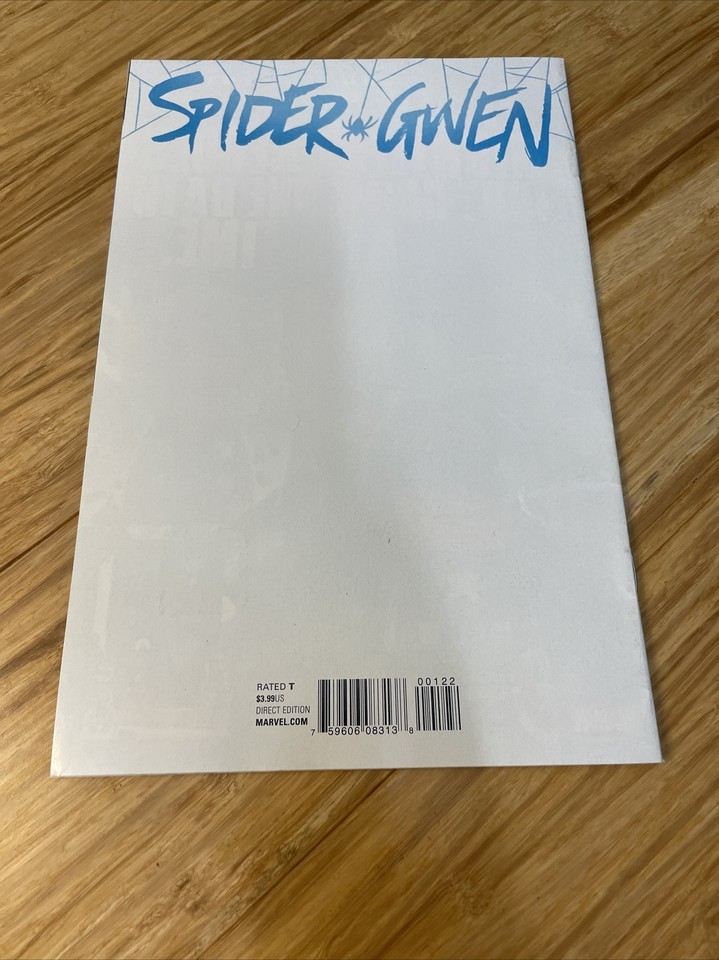 SPIDER GWEN
RATED T
$3.99US
DIRECT EDITION
MARVEL.COM
00122
7 59606 08313 8